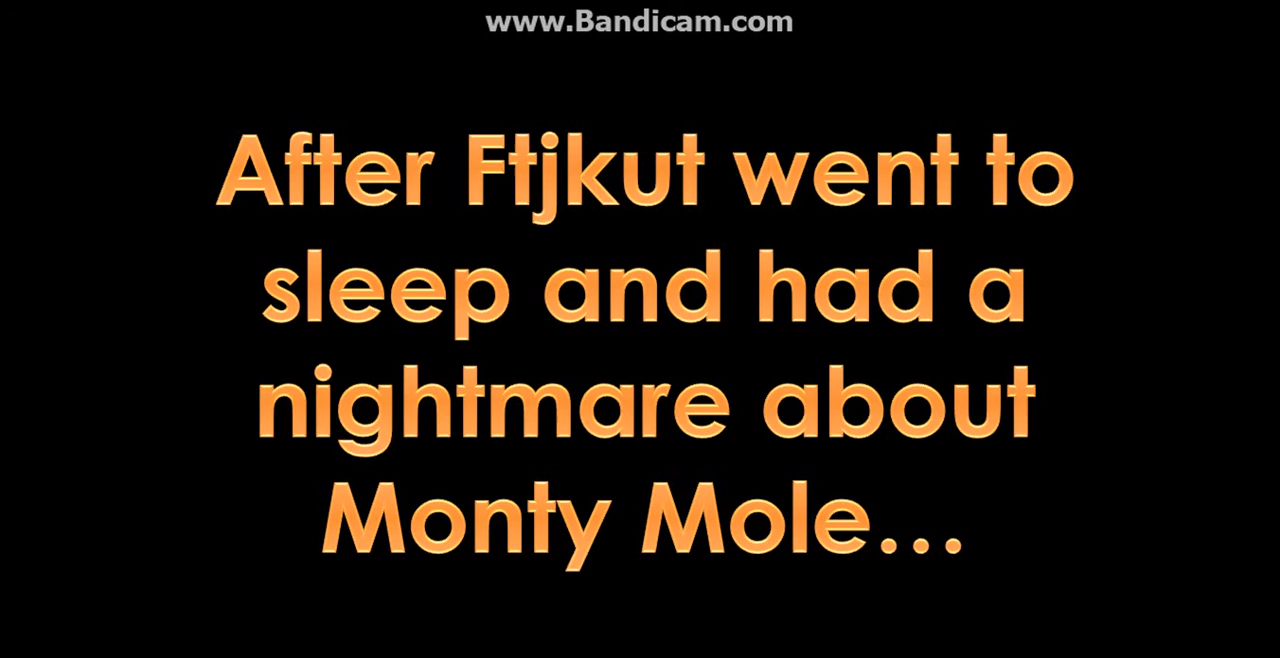 www.Bandicam.com
After Ftjkut went to
sleep and had a
nightmare about
Monty Mole...